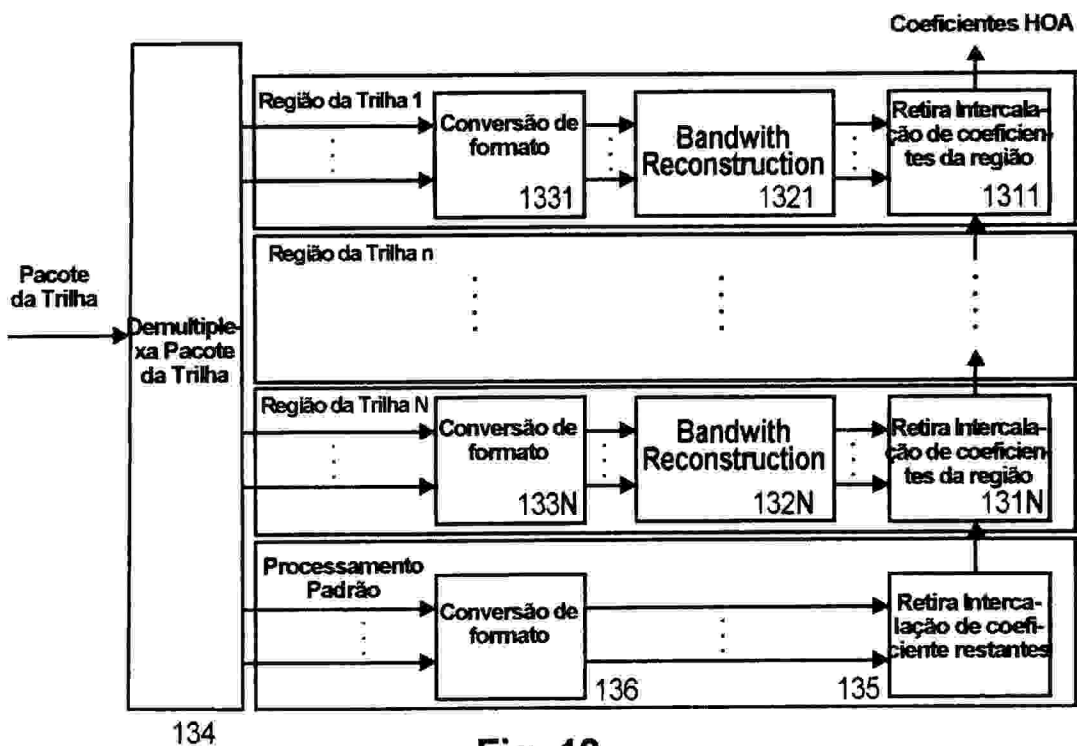 Coeficientes HOA
Região da Trilha 1
Conversão de
formato
1331
Bandwith
Reconstruction
1321
Retira Intercala-
ção de coeficien-
tes da região
1311
Região da Trilha n
Pacote
da Trilha
Demultiple-
xa Pacote
da Trilha
Região da Trilha N
Conversão de
formato
133N
Bandwith
Reconstruction
132N
Retira Intercala-
ção de coeficien-
tes da região
131N
Processamento
Padrão
Conversão de
formato
136
135
Retira Interca-
lação de coefi-
ciente restantes
134